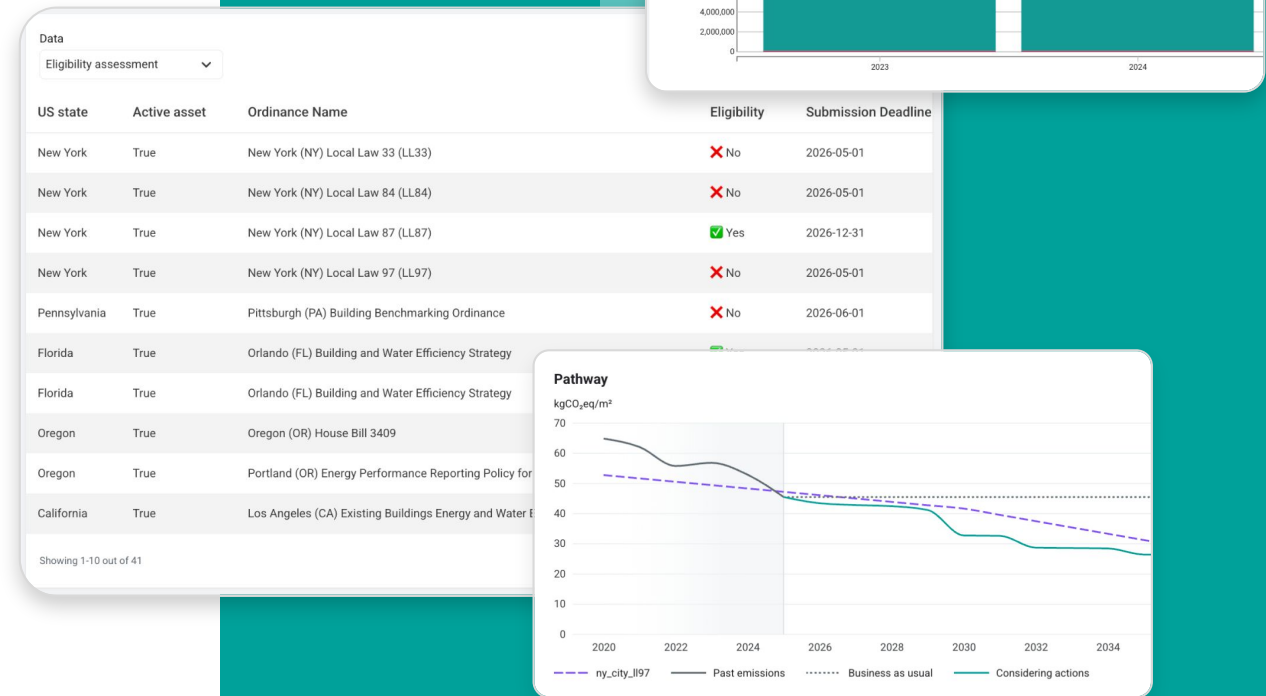 4,000,000
2,000,000
0
2023 2024
Data
Eligibility assessment
US state Active asset Ordinance Name Eligibility Submission Deadline
New York True New York (NY) Local Law 33 (LL33) ❌ No 2026-05-01
New York True New York (NY) Local Law 84 (LL84) ❌ No 2026-05-01
New York True New York (NY) Local Law 87 (LL87) ✅ Yes 2026-12-31
New York True New York (NY) Local Law 97 (LL97) ❌ No 2026-05-01
Pennsylvania True Pittsburgh (PA) Building Benchmarking Ordinance ❌ No 2026-06-01
Florida True Orlando (FL) Building and Water Efficiency Strategy
Florida True Orlando (FL) Building and Water Efficiency Strategy
Oregon True Oregon (OR) House Bill 3409
Oregon True Portland (OR) Energy Performance Reporting Policy for
California True Los Angeles (CA) Existing Buildings Energy and Water
Showing 1-10 out of 41
Pathway
kgCO₂eq/m²
70
60
50
40
30
20
10
0
2020 2022 2024 2026 2028 2030 2032 2034
ny_city_ll97 Past emissions Business as usual Considering actions